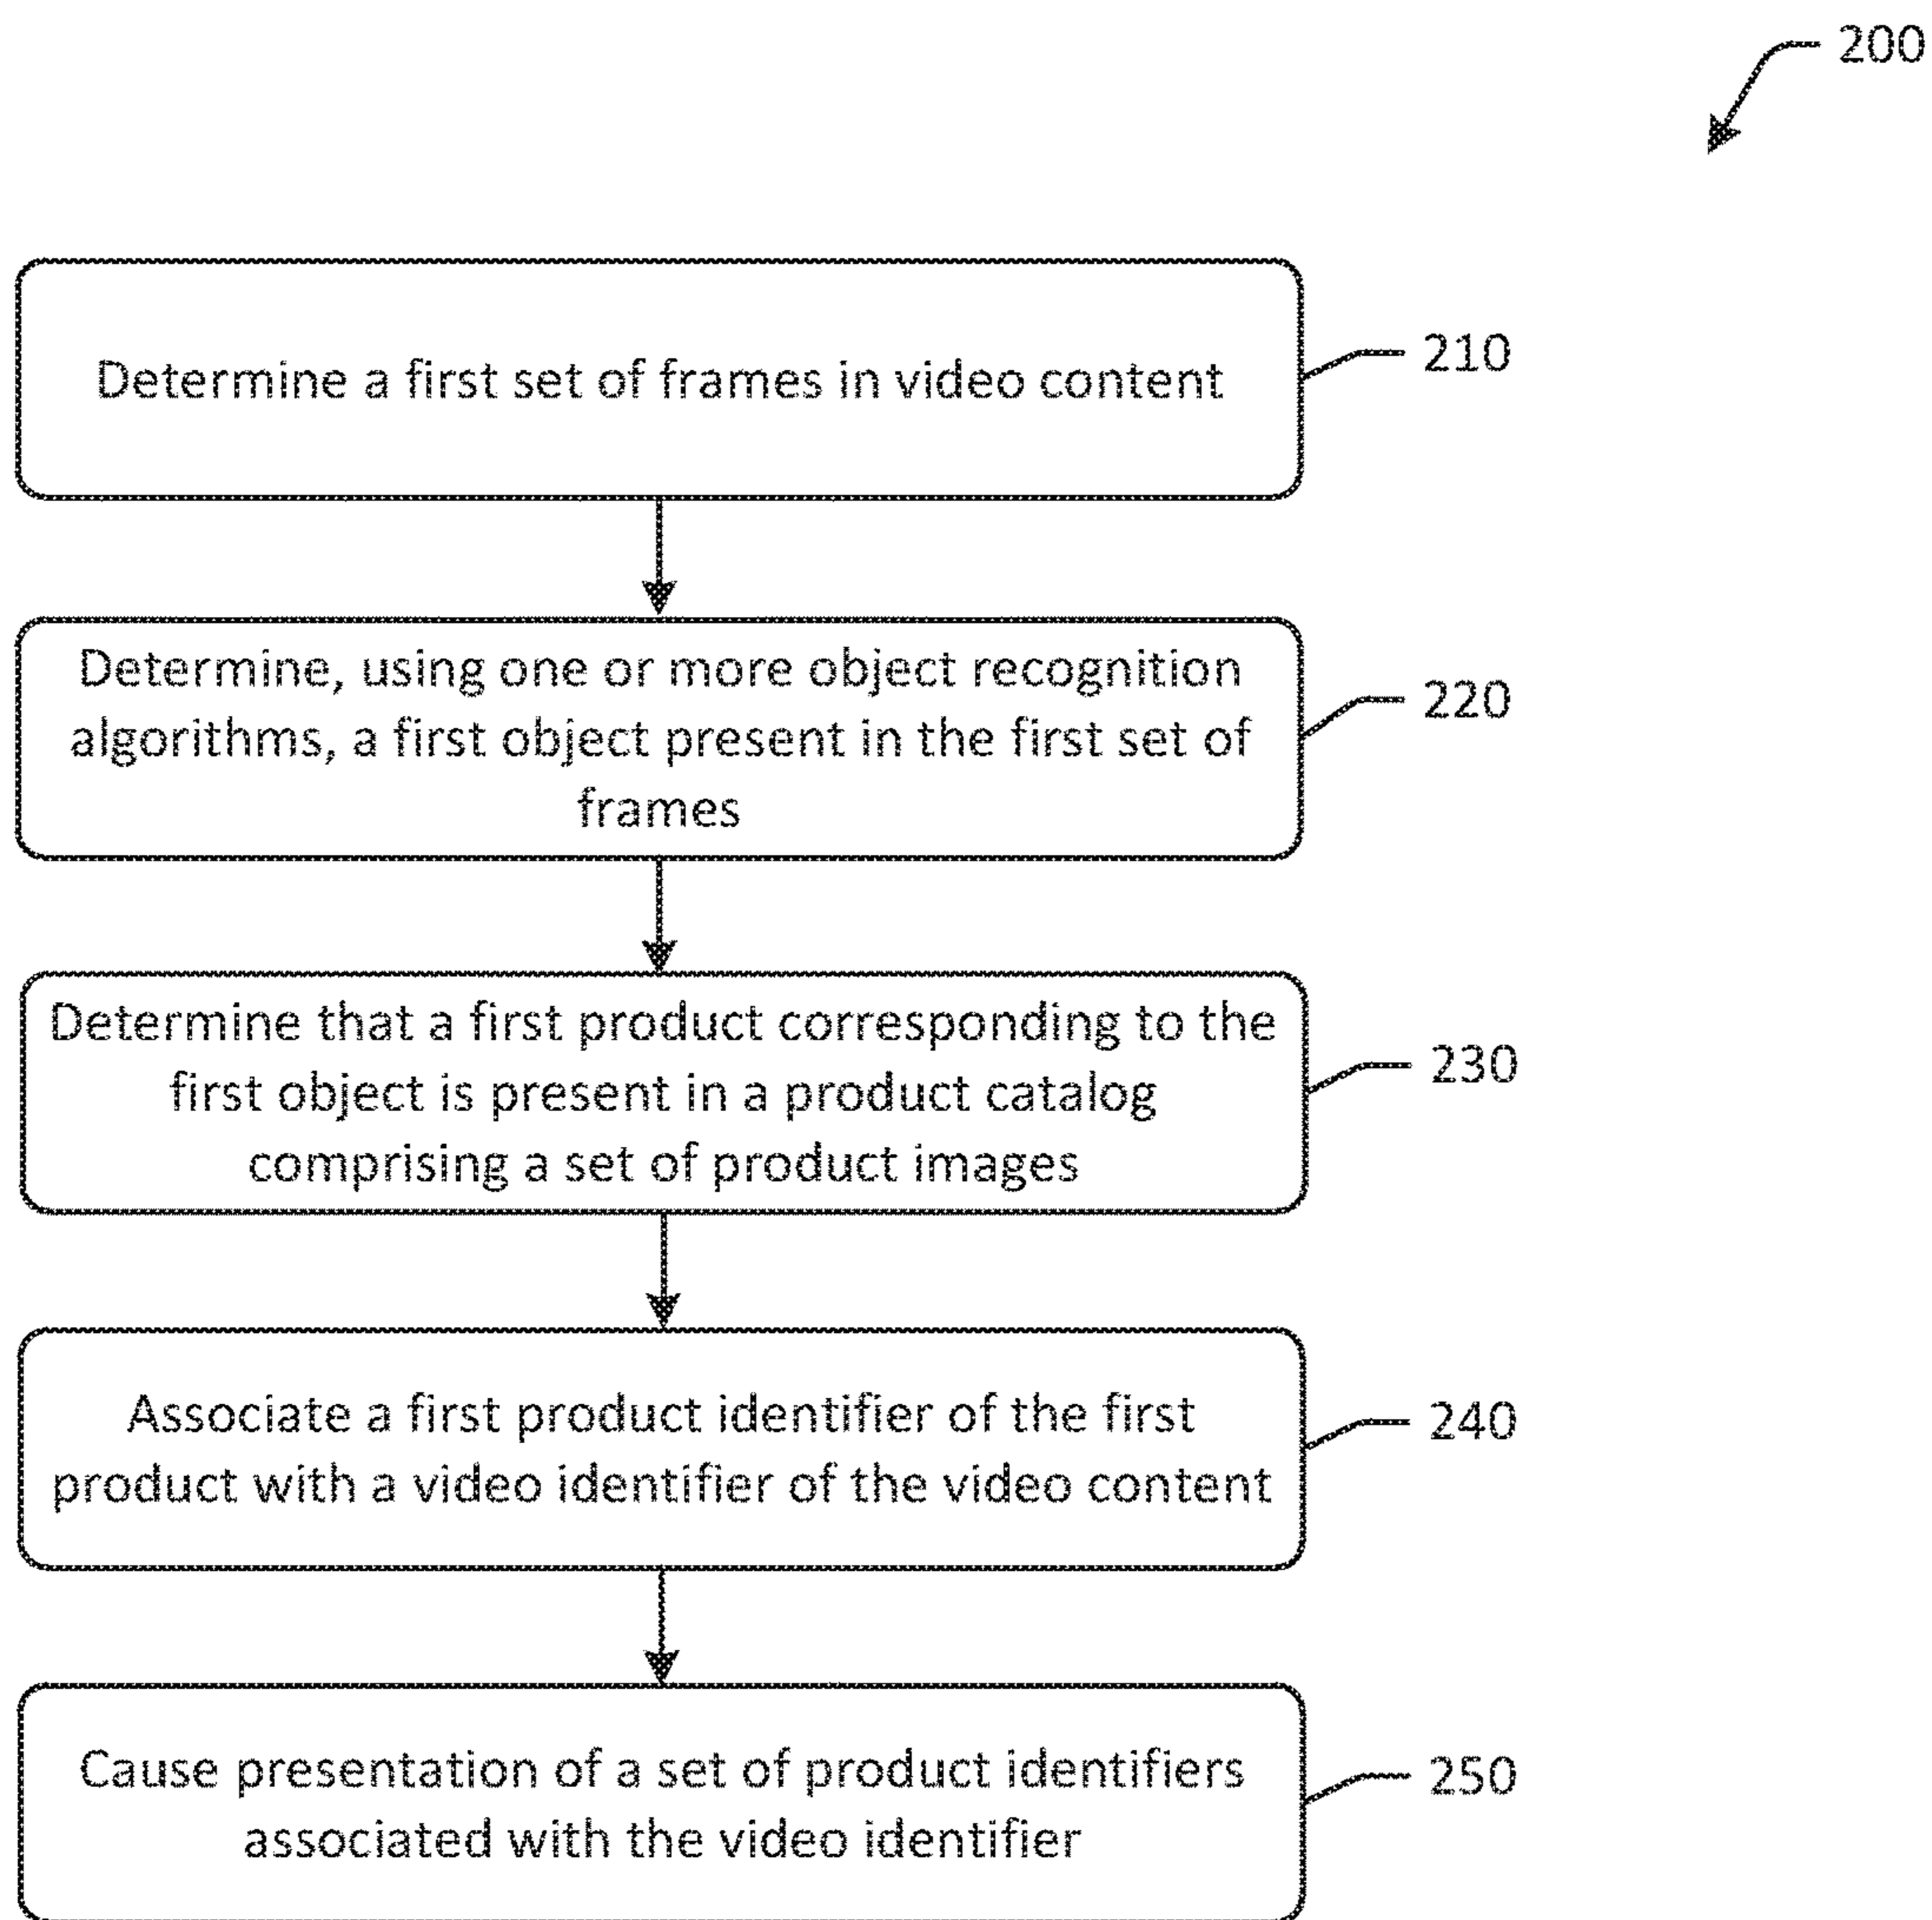 200
Determine a first set of frames in video content
210
Determine, using one or more object recognition
algorithms, a first object present in the first set of
frames
220
Determine that a first product corresponding to the
first object is present in a product catalog
comprising a set of product images
230
Associate a first product identifier of the first
product with a video identifier of the video content
240
Cause presentation of a set of product identifiers
associated with the video identifier
250